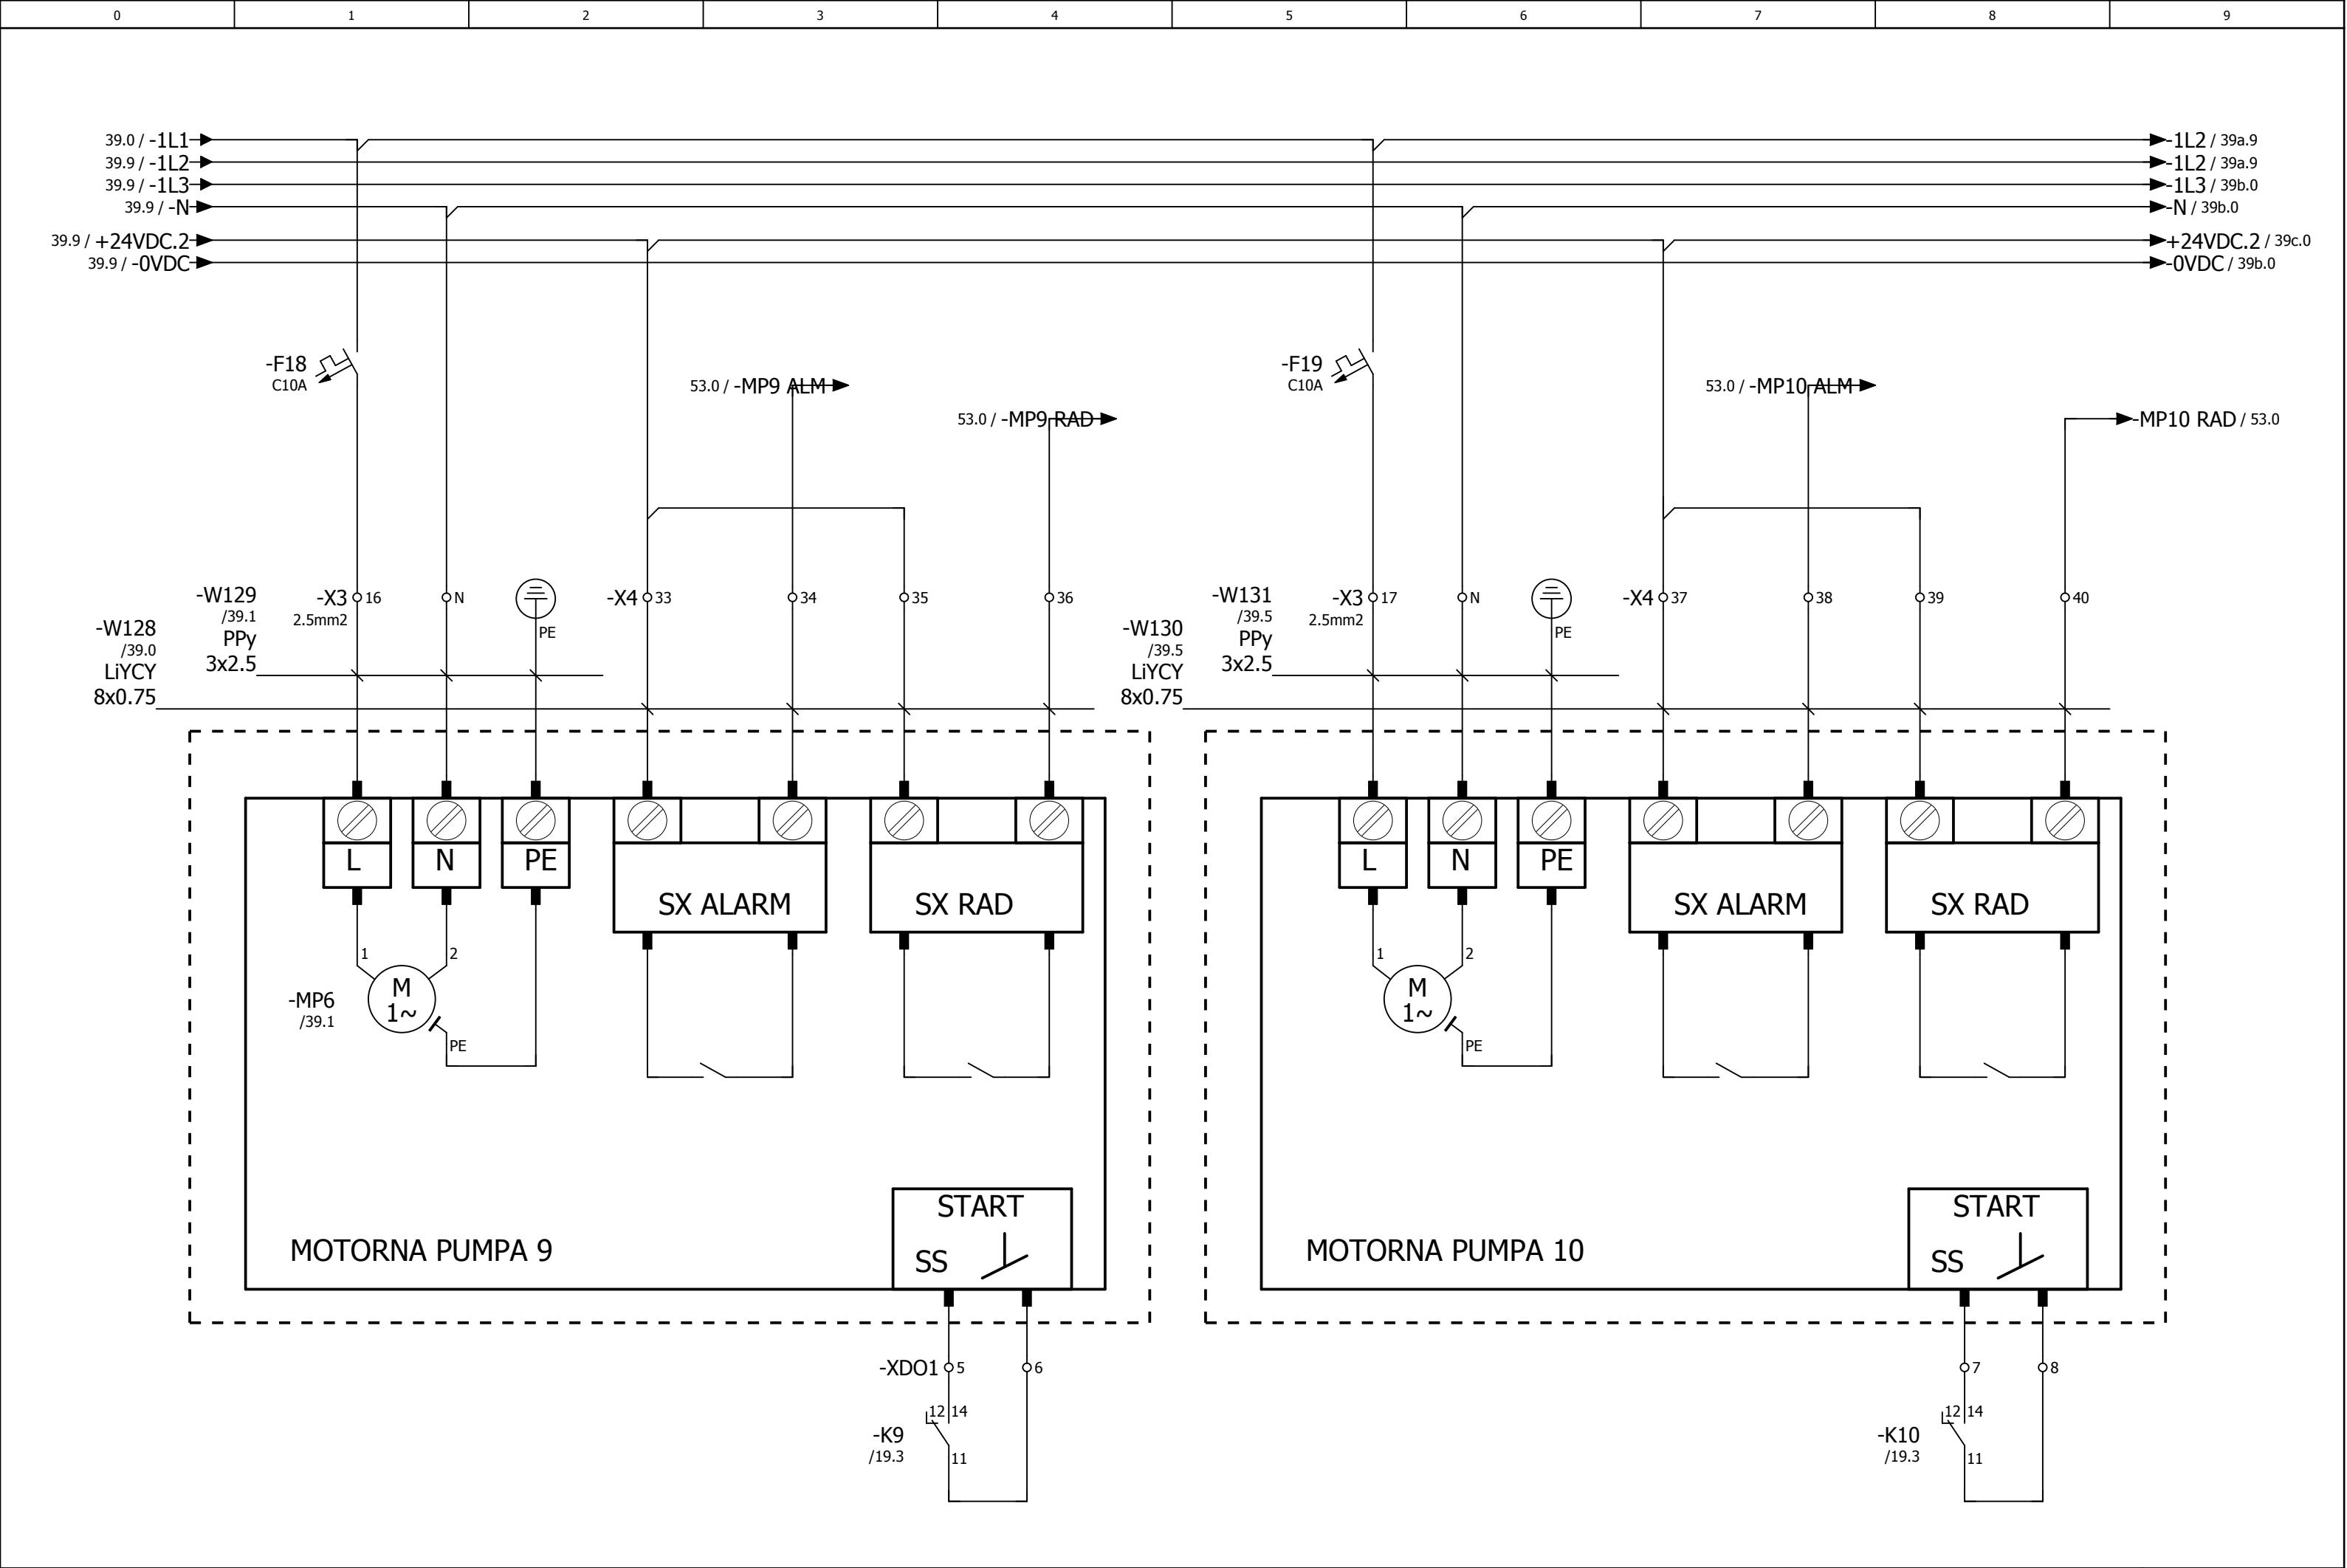 0 1 2 3 4 5 6 7 8 9
39.0 / -1L1 -1L2 / 39a.9
39.9 / -1L2 -1L2 / 39a.9
39.9 / -1L3 -1L3 / 39b.0
39.9 / -N -N / 39b.0
39.9 / +24VDC.2 +24VDC.2 / 39c.0
39.9 / -0VDC -0VDC / 39b.0
-F18
C10A
53.0 / -MP9 ALM
53.0 / -MP9 RAD
-F19
C10A
53.0 / -MP10 ALM
-MP10 RAD / 53.0
-W129
/39.1
PPy
3x2.5
-W128
/39.0
LiYCY
8x0.75
-X3 16 N
2.5mm2
PE
-X4 33 34 35 36
-W131
/39.5
PPy
3x2.5
-W130
/39.5
LiYCY
8x0.75
-X3 17 N
2.5mm2
PE
-X4 37 38 39 40
L N PE
SX ALARM SX RAD
1 2
M
1~
-MP6
/39.1
PE
MOTORNA PUMPA 9
START
SS
-XDO1 5 6
12 14
-K9
/19.3
11
L N PE
SX ALARM SX RAD
1 2
M
1~
PE
MOTORNA PUMPA 10
START
SS
7 8
12 14
-K10
/19.3
11